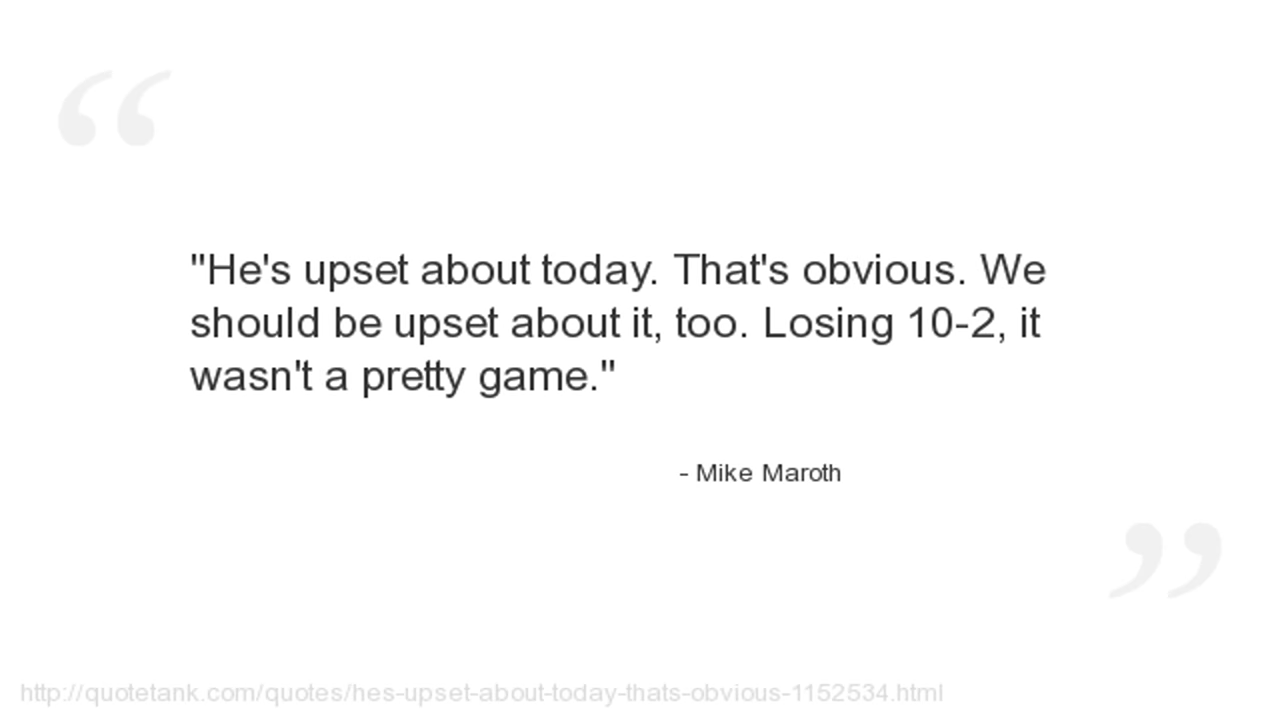 "He's upset about today. That's obvious. We
should be upset about it, too. Losing 10-2, it
wasn't a pretty game."
- Mike Maroth
http://quotetank.com/quotes/hes-upset-about-today-thats-obvious-1152534.html